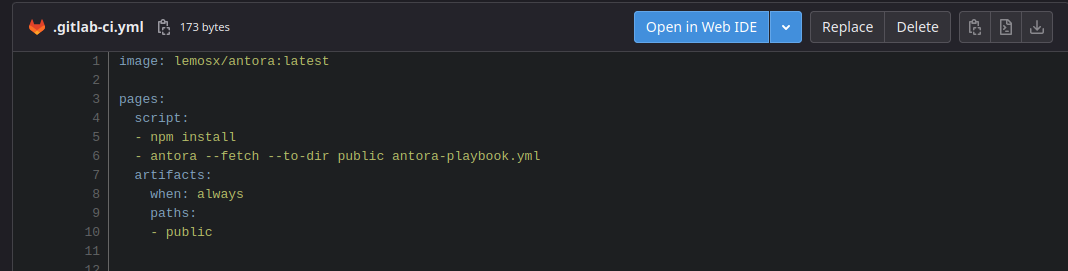 .gitlab-ci.yml 173 bytes Open in Web IDE Replace Delete
1 image: lemosx/antora:latest
2
3 pages:
4   script:
5   - npm install
6   - antora --fetch --to-dir public antora-playbook.yml
7   artifacts:
8     when: always
9     paths:
10     - public
11
12